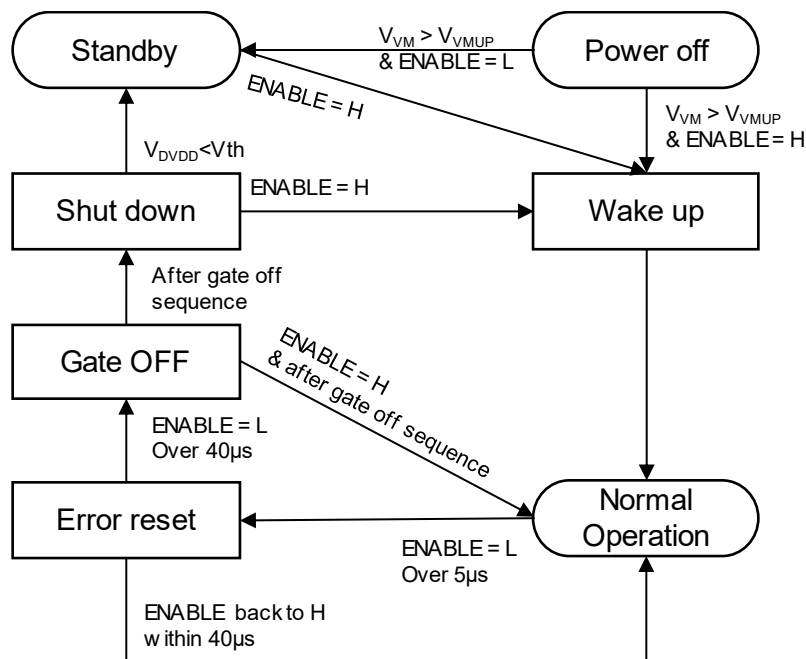 Standby
V_VM > V_VMUP
& ENABLE = L
Power off
ENABLE = H
V_VM > V_VMUP
& ENABLE = H
V_DVDD<Vth
Shut down
ENABLE = H
Wake up
After gate off
sequence
Gate OFF
ENABLE = H
& after gate off sequence
ENABLE = L
Over 40µs
Error reset
Normal
Operation
ENABLE = L
Over 5µs
ENABLE back to H
within 40µs